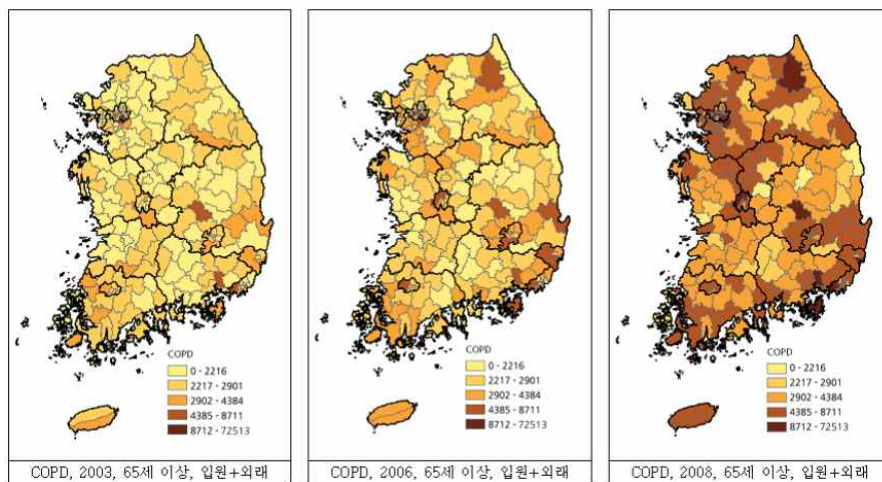 COPD
0 - 2216
2217 - 2901
2902 - 4384
4385 - 8711
8712 - 72513
COPD, 2003, 65세 이상, 입원+외래
COPD
0 - 2216
2217 - 2901
2902 - 4384
4385 - 8711
8712 - 72513
COPD, 2006, 65세 이상, 입원+외래
COPD
0 - 2216
2217 - 2901
2902 - 4384
4385 - 8711
8712 - 72513
COPD, 2008, 65세 이상, 입원+외래